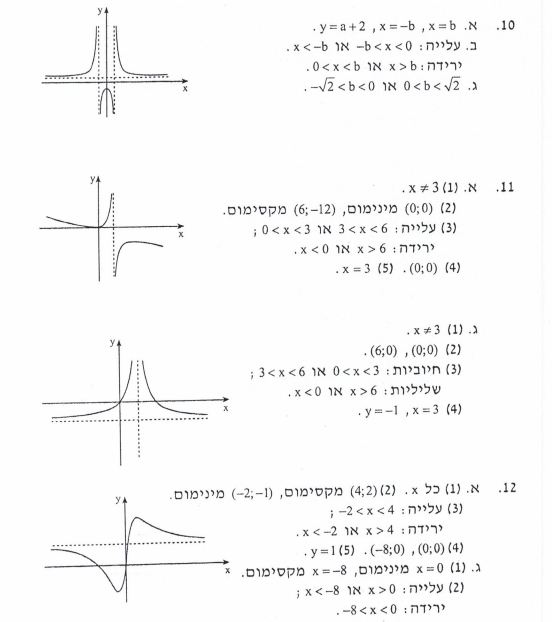 10. א. y = a + 2 , x = −b , x = b .
ב. עלייה: −b < x < 0 או x < −b .
ירידה: x > b או 0 < x < b .
ג. 0 < b < √2 או −√2 < b < 0 .
y
x
11. א. (1) x ≠ 3 .
(2) (0;0) מינימום, (6;−12) מקסימום.
(3) עלייה: 3 < x < 6 או 0 < x < 3 ;
ירידה: x > 6 או x < 0 .
(4) (0;0) . (5) x = 3 .
y
x
ג. (1) x ≠ 3 .
(2) (0;0) , (6;0).
(3) חיוביות: 0 < x < 3 או 3 < x < 6 ;
שליליות: x > 6 או x < 0 .
(4) y = −1 , x = 3 .
y
x
12. א. (1) כל x . (2) (4;2) מקסימום, (−2;−1) מינימום.
(3) עלייה: −2 < x < 4 ;
ירידה: x > 4 או x < −2 .
(4) (0;0) , (−8;0) . (5) y = 1 .
ג. (1) x = 0 מינימום, x = −8 מקסימום.
(2) עלייה: x > 0 או x < −8 ;
ירידה: −8 < x < 0 .
y
x